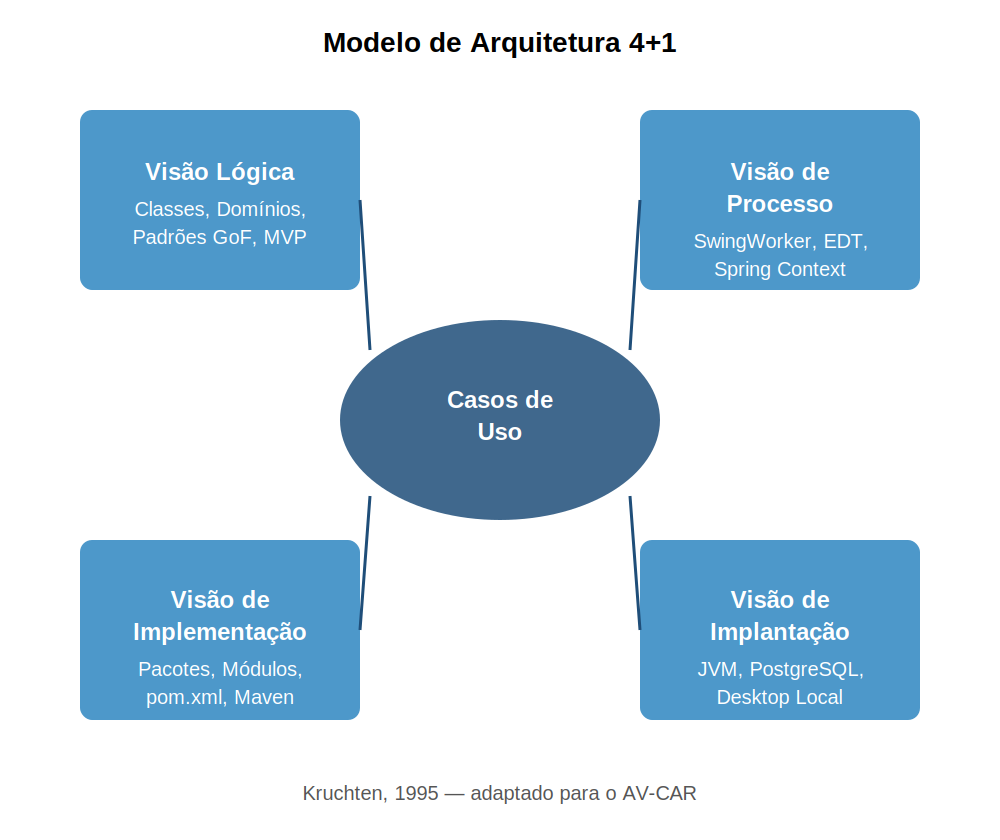 Modelo de Arquitetura 4+1
Visão Lógica
Classes, Domínios,
Padrões GoF, MVP
Visão de
Processo
SwingWorker, EDT,
Spring Context
Casos de
Uso
Visão de
Implementação
Pacotes, Módulos,
pom.xml, Maven
Visão de
Implantação
JVM, PostgreSQL,
Desktop Local
Kruchten, 1995 — adaptado para o AV-CAR